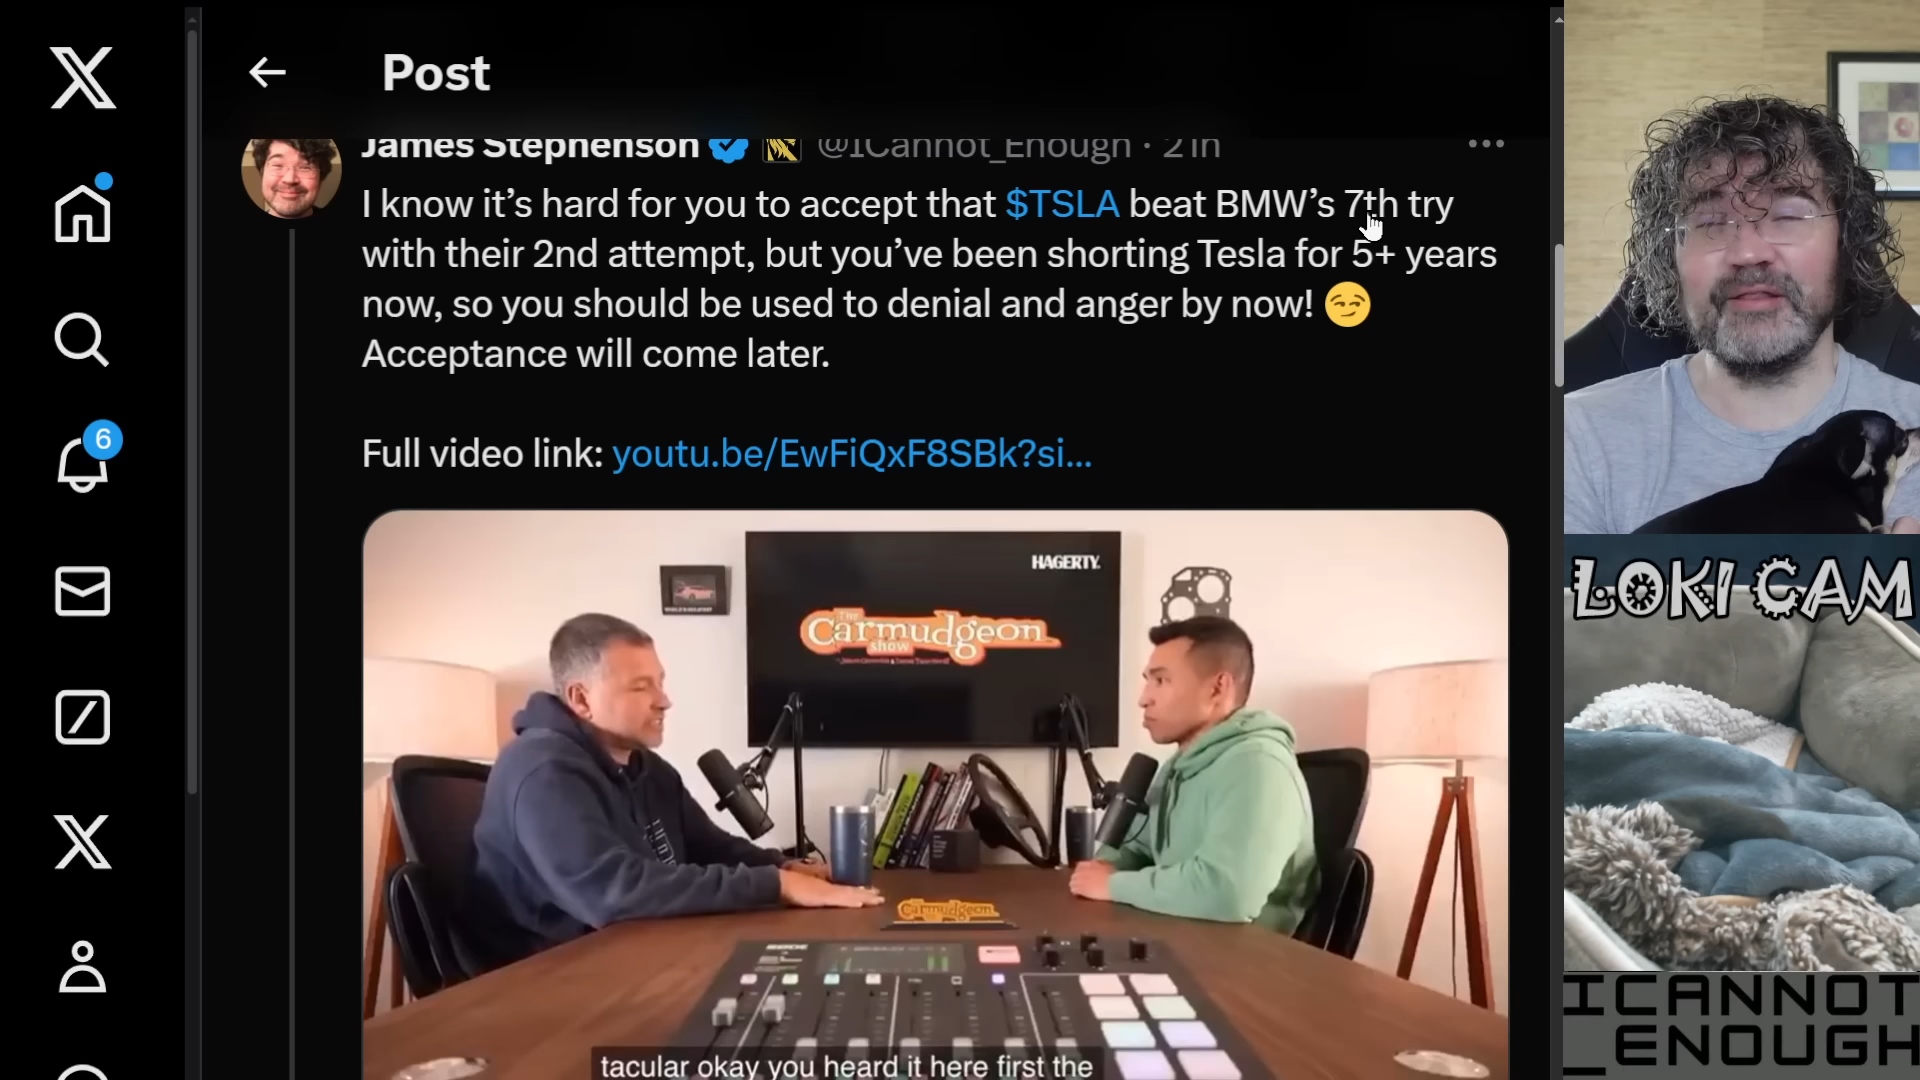 Post
James Stephenson @ICannot_Enough · 21h
I know it’s hard for you to accept that $TSLA beat BMW’s 7th try
with their 2nd attempt, but you’ve been shorting Tesla for 5+ years
now, so you should be used to denial and anger by now! 😏
Acceptance will come later.
Full video link: youtu.be/EwFiQxF8SBk?si…
6
HAGERTY
The
Carmudgeon
show
Carmudgeon
RØDE
tacular okay you heard it here first the
LOKI CAM
ICANNOT
_ENOUGH